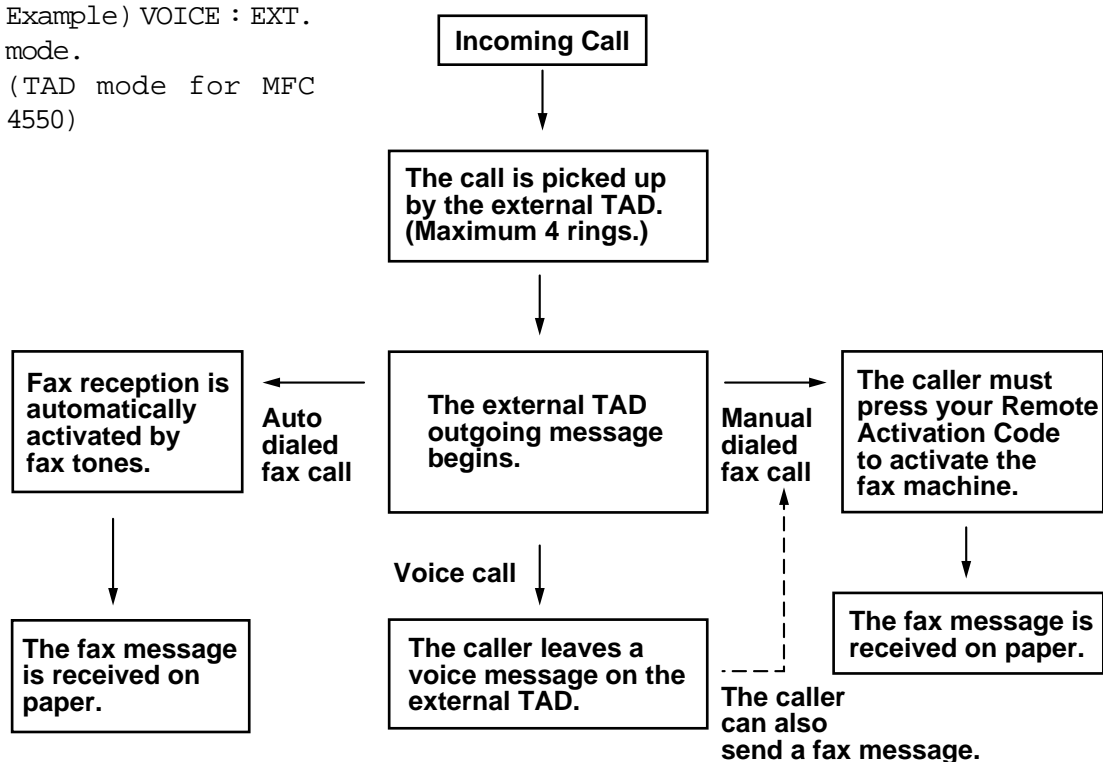 Example) VOICE : EXT.
mode.
(TAD mode for MFC
4550)
Incoming Call
The call is picked up
by the external TAD.
(Maximum 4 rings.)
Fax reception is
automatically
activated by
fax tones.
Auto
dialed
fax call
The external TAD
outgoing message
begins.
Manual
dialed
fax call
The caller must
press your Remote
Activation Code
to activate the
fax machine.
Voice call
The fax message
is received on
paper.
The caller leaves a
voice message on the
external TAD.
The caller
can also
send a fax message.
The fax message is
received on paper.